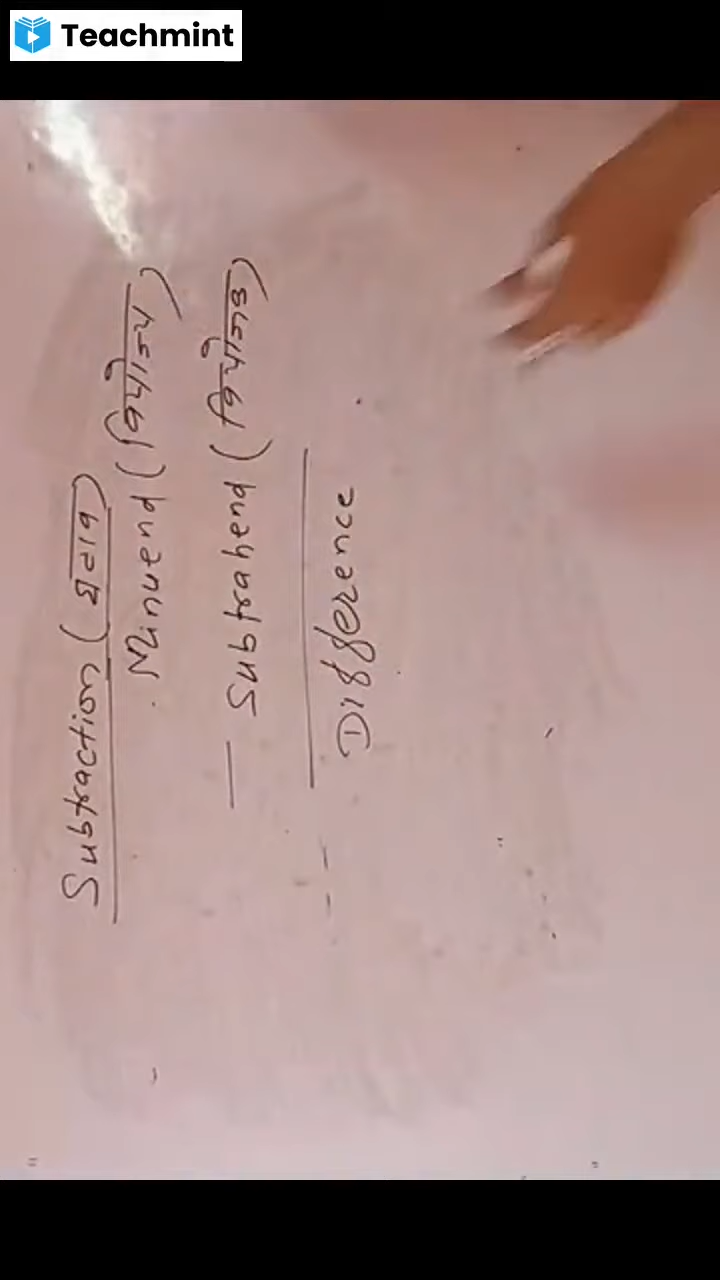 Teachmint
Subtraction (घटाव)
Minuend (वियोज्य)
— Subtrahend (वियोजक)
Difference